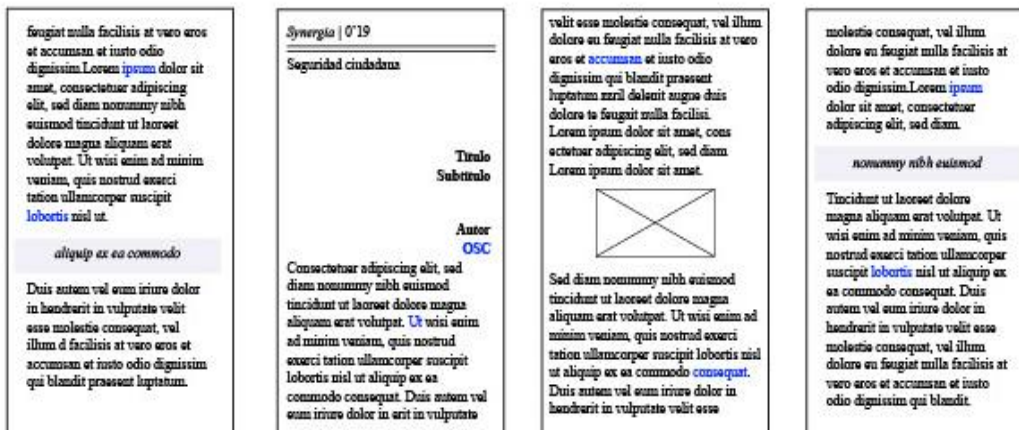 feugiat nulla facilisis at vero eros
et accumsan et iusto odio
dignissim.Lorem ipsum dolor sit
amet, consectetuer adipiscing
elit, sed diam nonummy nibh
euismod tincidunt ut laoreet
dolore magna aliquam erat
volutpat. Ut wisi enim ad minim
veniam, quis nostrud exerci
tation ullamcorper suscipit
lobortis nisl ut.
aliquip ex ea commodo
Duis autem vel eum iriure dolor
in hendrerit in vulputate velit
esse molestie consequat, vel
illum d facilisis at vero eros et
accumsan et iusto odio dignissim
qui blandit praesent luptatum.
Synergia | 0°19
Seguridad ciudadana
Título
Subtítulo
Autor
OSC
Consectetuer adipiscing elit, sed
diam nonummy nibh euismod
tincidunt ut laoreet dolore magna
aliquam erat volutpat. Ut wisi enim
ad minim veniam, quis nostrud
exerci tation ullamcorper suscipit
lobortis nisl ut aliquip ex ea
commodo consequat. Duis autem vel
eum iriure dolor in erit in vulputate
velit esse molestie consequat, vel illum
dolore eu feugiat nulla facilisis at vero
eros et accumsan et iusto odio
dignissim qui blandit praesent
luptatum zzril delenit augue duis
dolore te feugait nulla facilisi.
Lorem ipsum dolor sit amet, cons
ectetuer adipiscing elit, sed diam
Lorem ipsum dolor sit amet.
Sed diam nonummy nibh euismod
tincidunt ut laoreet dolore magna
aliquam erat volutpat. Ut wisi enim ad
minim veniam, quis nostrud exerci
tation ullamcorper suscipit lobortis nisl
ut aliquip ex ea commodo consequat.
Duis autem vel eum iriure dolor in
hendrerit in vulputate velit esse
molestie consequat, vel illum
dolore eu feugiat nulla facilisis at
vero eros et accumsan et iusto
odio dignissim.Lorem ipsum
dolor sit amet, consectetuer
adipiscing elit, sed diam.
nonummy nibh euismod
Tincidunt ut laoreet dolore
magna aliquam erat volutpat. Ut
wisi enim ad minim veniam, quis
nostrud exerci tation ullamcorper
suscipit lobortis nisl ut aliquip ex
ea commodo consequat. Duis
autem vel eum iriure dolor in
hendrerit in vulputate velit esse
molestie consequat, vel illum
dolore eu feugiat nulla facilisis at
vero eros et accumsan et iusto
odio dignissim qui blandit.